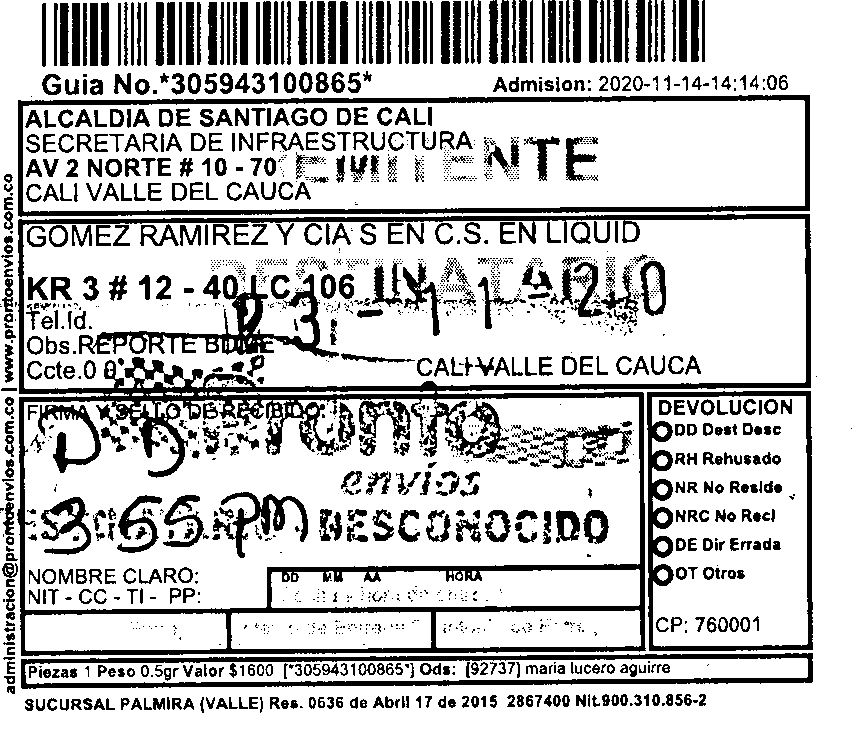 Guia No.*305943100865*
Admision: 2020-11-14-14:14:06
ALCALDIA DE SANTIAGO DE CALI
SECRETARIA DE INFRAESTRUCTURA
AV 2 NORTE # 10 - 70
CALI VALLE DEL CAUCA
GOMEZ RAMIREZ Y CIA S EN C.S. EN LIQUID
DESTINATARIO
KR 3 # 12 - 40 LC 106
Tel.Id.
Obs.REPORTE BDME
Ccte.0 0
CALI-VALLE DEL CAUCA
www.prontoenvios.com.co
administracion@prontoenvios.com.co
FIRMA Y SELLO DE RECIBIDO
pronto
envíos
D D
3 55 PM
DESCONOCIDO
NOMBRE CLARO:
NIT - CC - TI - PP:
DD MM AA HORA
DEVOLUCION
DD Dest Desc
RH Rehusado
NR No Reside
NRC No Recl
DE Dir Errada
OT Otros
CP: 760001
Piezas 1 Peso 0.5gr Valor $1600 [*305943100865*] Ods: [92737] maria lucero aguirre
SUCURSAL PALMIRA (VALLE) Res. 0636 de Abril 17 de 2015 2867400 Nit.900.310.856-2